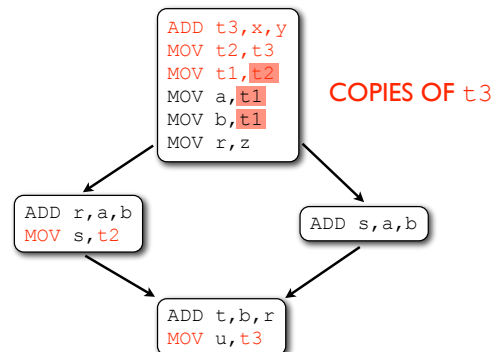 ADD t3,x,y
MOV t2,t3
MOV t1,t2
MOV a,t1
MOV b,t1
MOV r,z
COPIES OF t3
ADD r,a,b
MOV s,t2
ADD s,a,b
ADD t,b,r
MOV u,t3